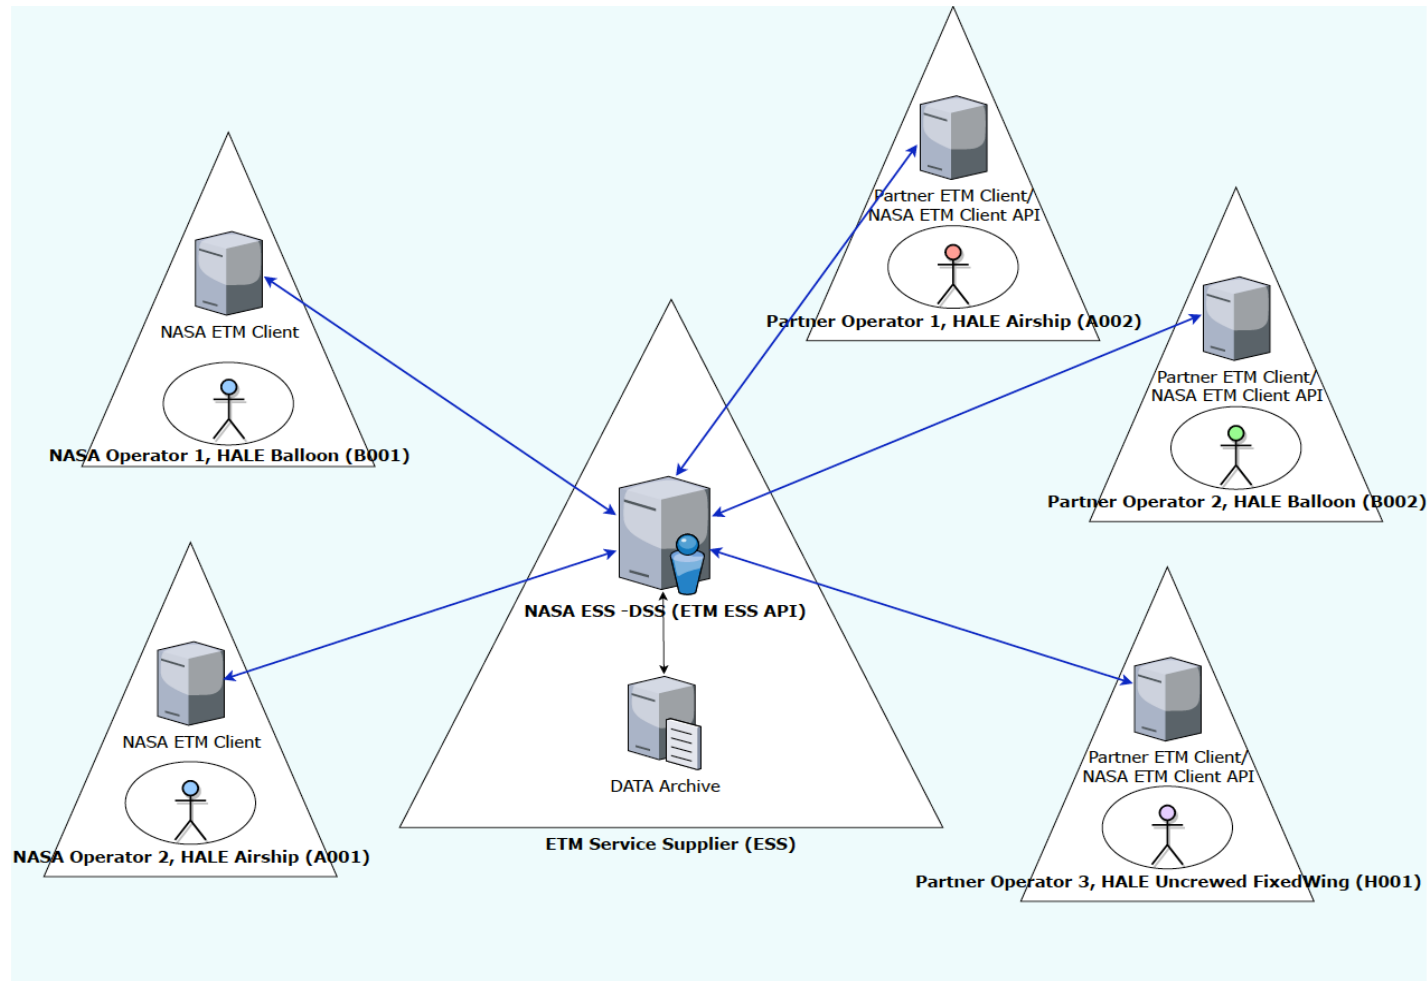 Partner ETM Client/
NASA ETM Client API
Partner Operator 1, HALE Airship (A002)
NASA ETM Client
NASA Operator 1, HALE Balloon (B001)
Partner ETM Client/
NASA ETM Client API
Partner Operator 2, HALE Balloon (B002)
NASA ESS -DSS (ETM ESS API)
DATA Archive
ETM Service Supplier (ESS)
NASA ETM Client
NASA Operator 2, HALE Airship (A001)
Partner ETM Client/
NASA ETM Client API
Partner Operator 3, HALE Uncrewed FixedWing (H001)